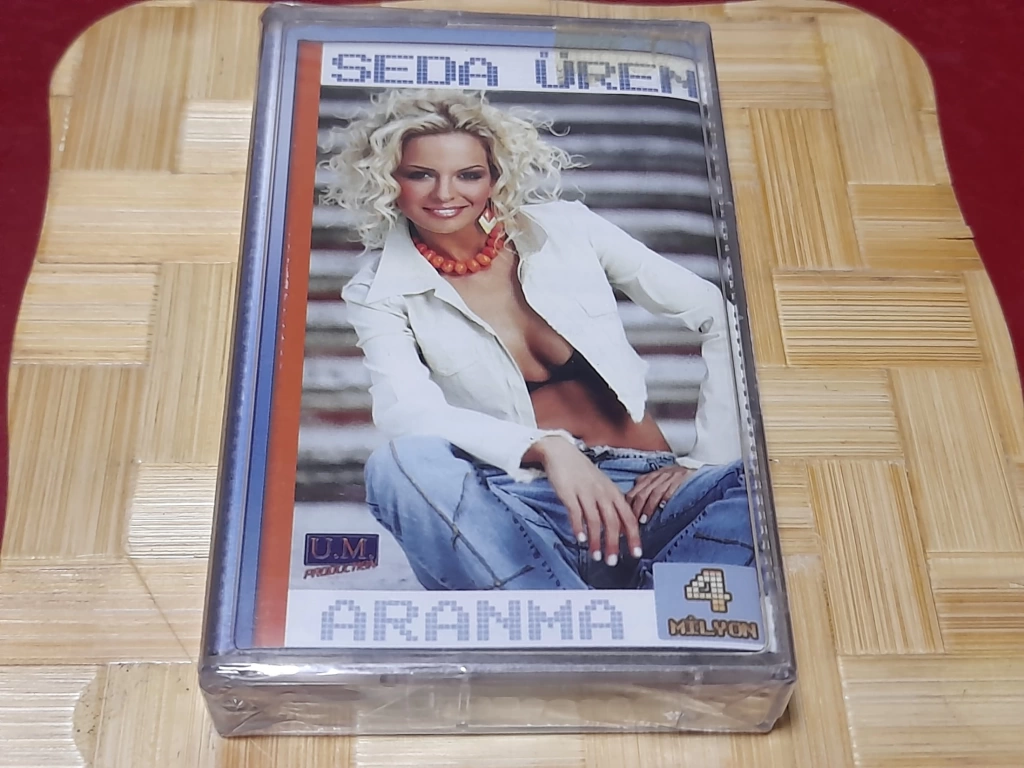 SEDA ÜREN
U.M.
PRODUCTION
ARANMA
4
MİLYON